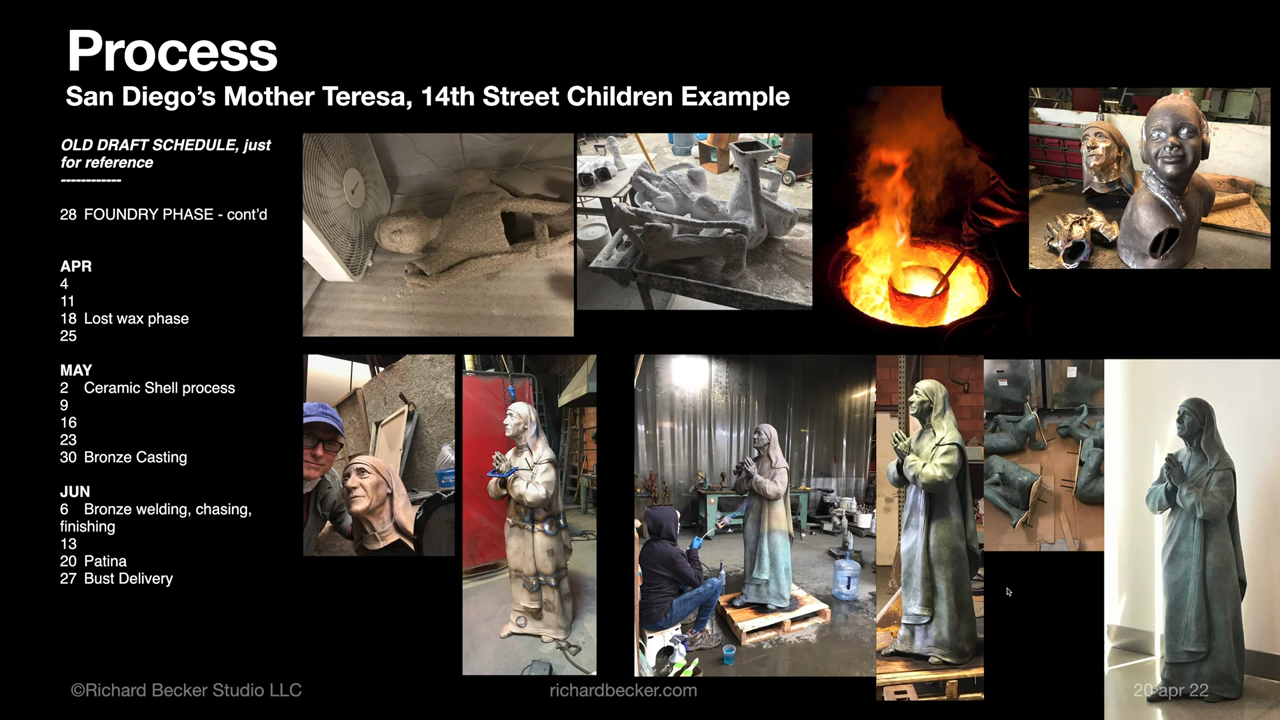 Process
San Diego’s Mother Teresa, 14th Street Children Example
OLD DRAFT SCHEDULE, just
for reference
------------
28 FOUNDRY PHASE - cont’d
APR
4
11
18 Lost wax phase
25
MAY
2 Ceramic Shell process
9
16
23
30 Bronze Casting
JUN
6 Bronze welding, chasing,
finishing
13
20 Patina
27 Bust Delivery
©Richard Becker Studio LLC
richardbecker.com
20 apr 22